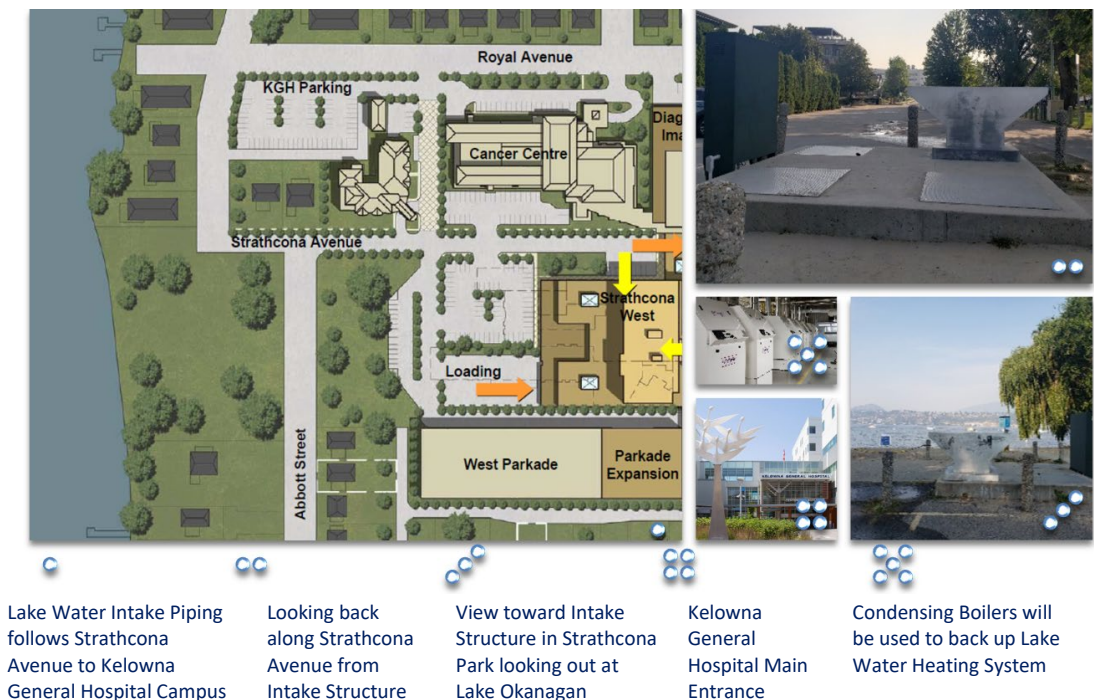 Royal Avenue
KGH Parking
Diag
Ima
Cancer Centre
Strathcona Avenue
Strathcona
West
Loading
Abbott Street
West Parkade
Parkade
Expansion
KELOWNA GENERAL HOSPITAL
Lake Water Intake Piping
follows Strathcona
Avenue to Kelowna
General Hospital Campus
Looking back
along Strathcona
Avenue from
Intake Structure
View toward Intake
Structure in Strathcona
Park looking out at
Lake Okanagan
Kelowna
General
Hospital Main
Entrance
Condensing Boilers will
be used to back up Lake
Water Heating System